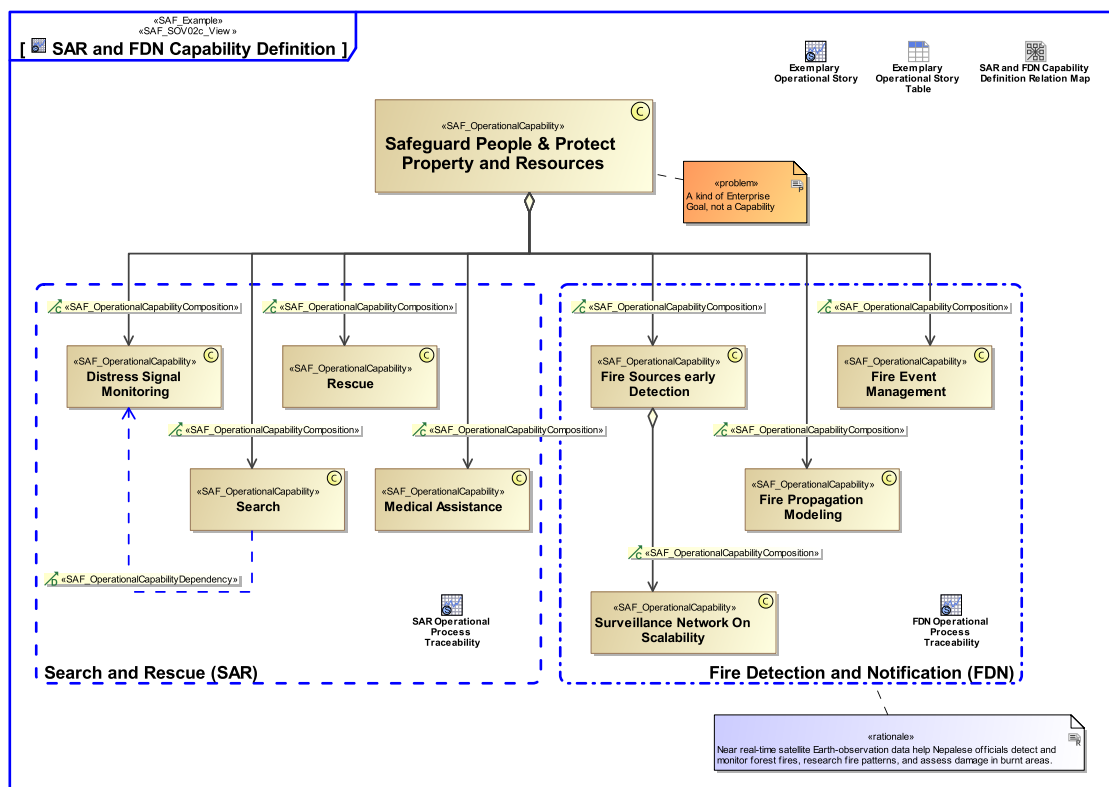 «SAF_Example»
«SAF_SOV02c_View »
[ SAR and FDN Capability Definition ]
Exemplary
Operational Story
Exemplary
Operational Story
Table
SAR and FDN Capability
Definition Relation Map
C
«SAF_OperationalCapability»
Safeguard People & Protect
Property and Resources
«problem»
P
A kind of Enterprise
Goal, not a Capability
C «SAF_OperationalCapabilityComposition»
C «SAF_OperationalCapabilityComposition»
C «SAF_OperationalCapabilityComposition»
C «SAF_OperationalCapabilityComposition»
C
«SAF_OperationalCapability»
Distress Signal
Monitoring
C
«SAF_OperationalCapability»
Rescue
C
«SAF_OperationalCapability»
Fire Sources early
Detection
C
«SAF_OperationalCapability»
Fire Event
Management
C «SAF_OperationalCapabilityComposition»
C «SAF_OperationalCapabilityComposition»
C «SAF_OperationalCapabilityComposition»
C
«SAF_OperationalCapability»
Search
C
«SAF_OperationalCapability»
Medical Assistance
C
«SAF_OperationalCapability»
Fire Propagation
Modeling
C «SAF_OperationalCapabilityComposition»
D «SAF_OperationalCapabilityDependency»
C
«SAF_OperationalCapability»
Surveillance Network On
Scalability
SAR Operational
Process
Traceability
FDN Operational
Process
Traceability
Search and Rescue (SAR)
Fire Detection and Notification (FDN)
«rationale»
R
Near real-time satellite Earth-observation data help Nepalese officials detect and
monitor forest fires, research fire patterns, and assess damage in burnt areas.